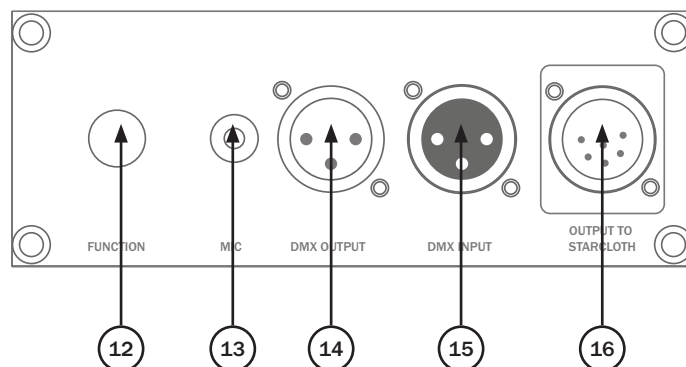 FUNCTION
MIC
DMX OUTPUT
DMX INPUT
OUTPUT TO
STARCLOTH
12
13
14
15
16